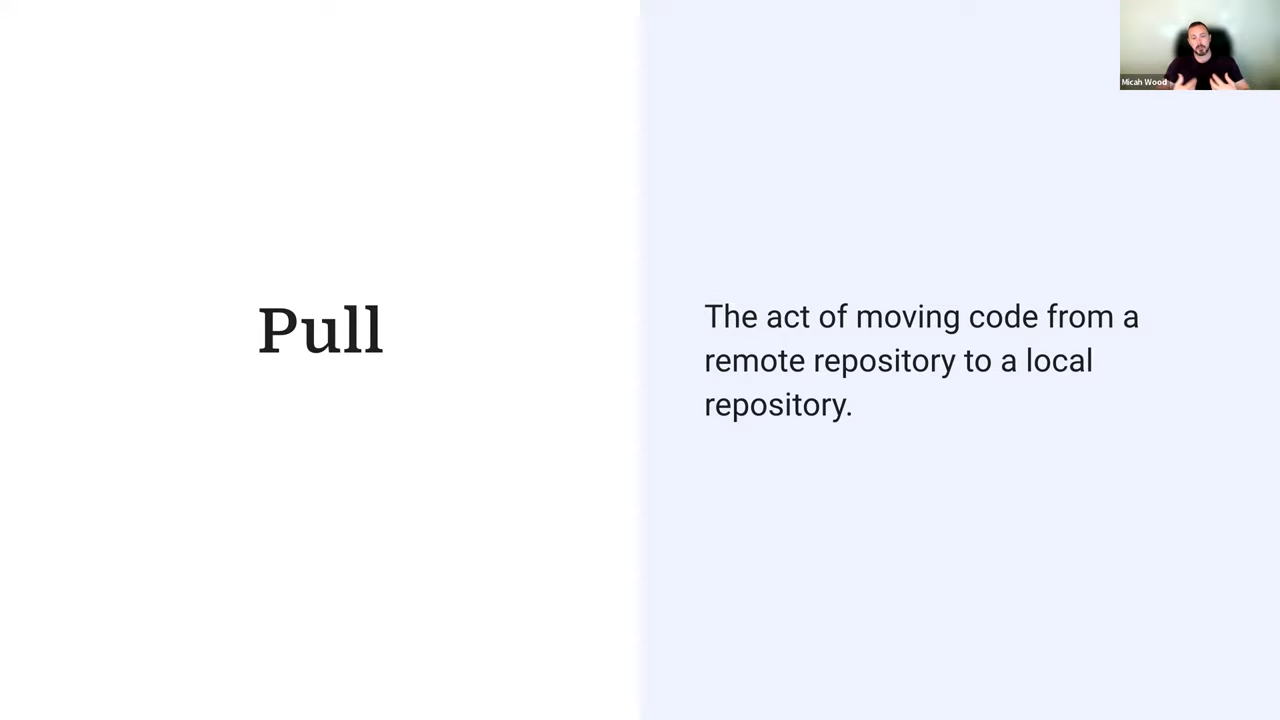 Micah Wood
Pull
The act of moving code from a
remote repository to a local
repository.